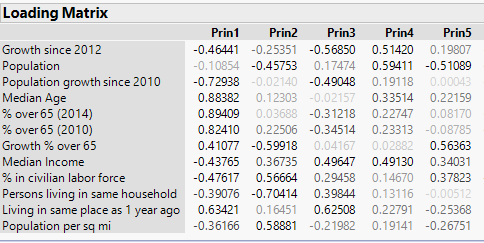 Loading Matrix
Prin1 Prin2 Prin3 Prin4 Prin5
Growth since 2012 -0.46441 -0.25351 -0.56850 0.51420 0.19807
Population -0.10854 -0.45753 0.17474 0.59411 -0.51089
Population growth since 2010 -0.72938 -0.02140 -0.49048 0.19118 0.00043
Median Age 0.88382 0.12303 -0.02157 0.33514 0.22159
% over 65 (2014) 0.89409 0.03688 -0.31218 0.22747 0.08170
% over 65 (2010) 0.82410 0.22506 -0.34514 0.23313 -0.08785
Growth % over 65 0.41077 -0.59918 0.04167 0.02882 0.56363
Median Income -0.43765 0.36735 0.49647 0.49130 0.34031
% in civilian labor force -0.47617 0.56664 0.29458 0.14670 0.37823
Persons living in same household -0.39076 -0.70414 0.39844 0.13116 -0.00512
Living in same place as 1 year ago 0.63421 0.16451 0.62508 0.22791 -0.25368
Population per sq mi -0.36166 0.58881 -0.21982 0.19141 -0.26751